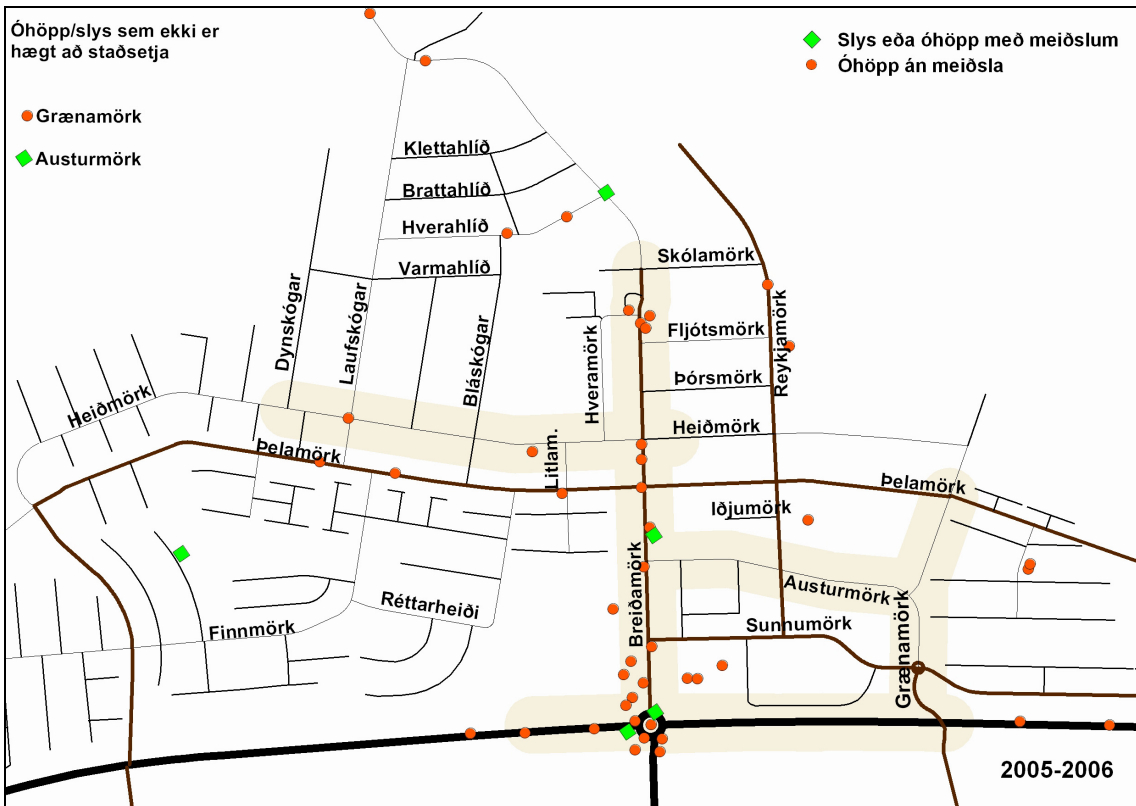 Óhöpp/slys sem ekki er
hægt að staðsetja
Grænamörk
Austurmörk
Slys eða óhöpp með meiðslum
Óhöpp án meiðsla
Klettahlíð
Brattahlíð
Hverahlíð
Varmahlíð
Skólamörk
Dynskógar
Laufskógar
Bláskógar
Hveramörk
Fljótsmörk
Reykjamörk
Þórsmörk
Heiðmörk
Heiðmörk
Þelamörk
Litlam.
Þelamörk
Iðjumörk
Breiðamörk
Austurmörk
Réttarheiði
Finnmörk
Sunnumörk
Grænamörk
2005-2006